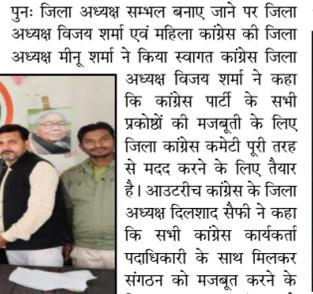 पुनः जिला अध्यक्ष सम्भल बनाए जाने पर जिला
अध्यक्ष विजय शर्मा एवं महिला कांग्रेस की जिला
अध्यक्ष मीनू शर्मा ने किया स्वागत कांग्रेस जिला
अध्यक्ष विजय शर्मा ने कहा
कि कांग्रेस पार्टी के सभी
प्रकोष्ठों की मजबूती के लिए
जिला कांग्रेस कमेटी पूरी तरह
से मदद करने के लिए तैयार
है। आउटरीच कांग्रेस के जिला
अध्यक्ष दिलशाद सैफी ने कहा
कि सभी कांग्रेस कार्यकर्ता
पदाधिकारी के साथ मिलकर
संगठन को मजबूत करने के